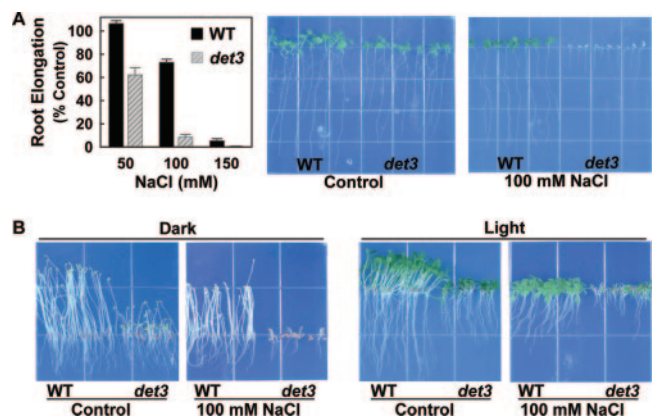 A
Root Elongation
(% Control)
100
80
60
40
20
0
WT
det3
50 100 150
NaCl (mM)
WT det3
Control
WT det3
100 mM NaCl
B
Dark
Light
WT det3
Control
WT det3
100 mM NaCl
WT det3
Control
WT det3
100 mM NaCl